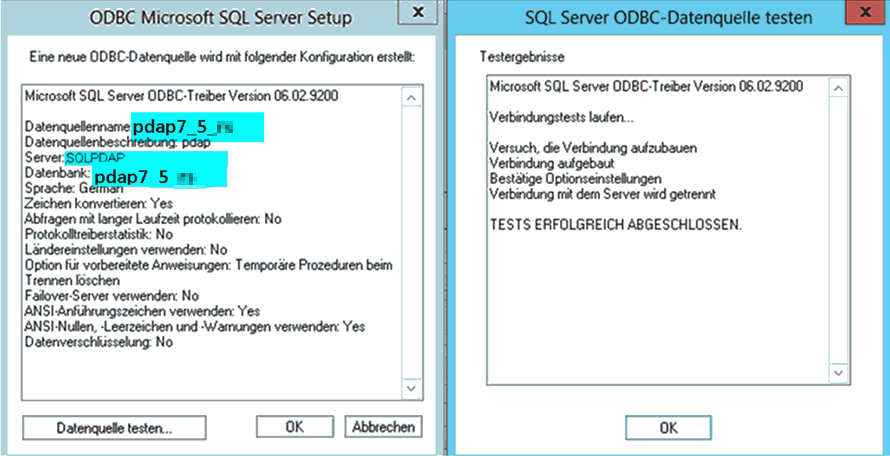 ODBC Microsoft SQL Server Setup
X
Eine neue ODBC-Datenquelle wird mit folgender Konfiguration erstellt:
Microsoft SQL Server ODBC-Treiber Version 06.02.9200
Datenquellenname: pdap7_5_
Datenquellenbeschreibung: pdap
Server: SQLPDAP
Datenbank: pdap7_5
Sprache: German
Zeichen konvertieren: Yes
Abfragen mit langer Laufzeit protokollieren: No
Protokolltreiberstatistik: No
Ländereinstellungen verwenden: No
Option für vorbereitete Anweisungen: Temporäre Prozeduren beim
Trennen löschen
Failover-Server verwenden: No
ANSI-Anführungszeichen verwenden: Yes
ANSI-Nullen, -Leerzeichen und -Warnungen verwenden: Yes
Datenverschlüsselung: No
Datenquelle testen...
OK
Abbrechen
SQL Server ODBC-Datenquelle testen
X
Testergebnisse
Microsoft SQL Server ODBC-Treiber Version 06.02.9200
Verbindungstests laufen...
Versuch, die Verbindung aufzubauen
Verbindung aufgebaut
Bestätige Optionseinstellungen
Verbindung mit dem Server wird getrennt
TESTS ERFOLGREICH ABGESCHLOSSEN.
OK